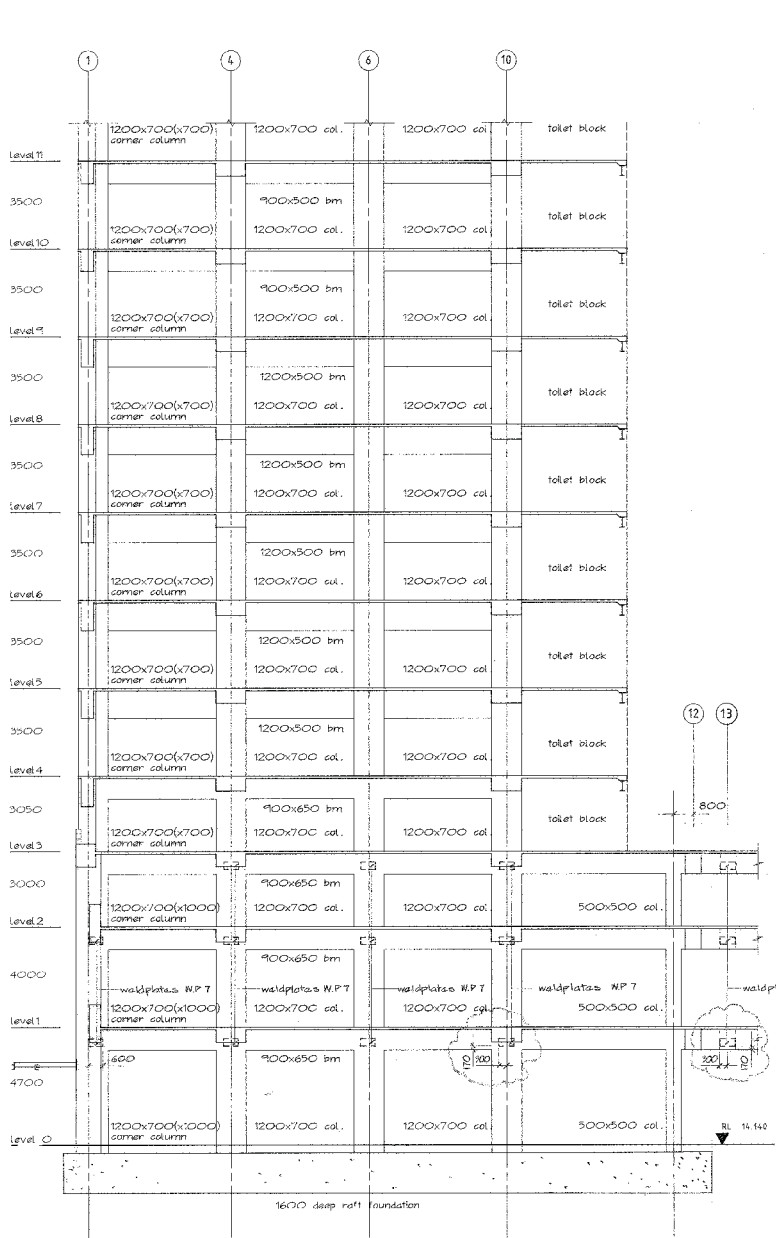 1 4 6 10
1200x700(x700) 1200x700 col. 1200x700 col toilet block
corner column
level 11
3500 900x500 bm
1200x700(x700) 1200x700 col. 1200x700 col. toilet block
corner column
level 10
3500 900x500 bm
1200x700(x700) 1200x700 col. 1200x700 col. toilet block
corner column
level 9
3500 1200x500 bm
1200x700(x700) 1200x700 col. 1200x700 col. toilet block
corner column
level 8
3500 1200x500 bm
1200x700(x700) 1200x700 col. 1200x700 col. toilet block
corner column
level 7
3500 1200x500 bm
1200x700(x700) 1200x700 col. 1200x700 col. toilet block
corner column
level 6
3500 1200x500 bm
1200x700(x700) 1200x700 col. 1200x700 col. toilet block
corner column
level 5
12 13
3500 1200x500 bm
1200x700(x700) 1200x700 col. 1200x700 col. toilet block
corner column
level 4
3050 900x650 bm 800
1200x700(x700) 1200x700 col. 1200x700 col. toilet block
corner column
level 3
3000 900x650 bm
1200x700(x1000) 1200x700 col. 1200x700 col. 500x500 col.
corner column
level 2
900x650 bm
4000
waldplates W.P 7 waldplates W.P 7 waldplates W.P 7 waldplates W.P 7 waldp
1200x700(x1000) 1200x700 col. 1200x700 col. 500x500 col.
corner column
level 1
600 900x650 bm 170 300 300 170
4700
1200x700(x1000) 1200x700 col. 1200x700 col 500x500 col.
corner column
level 0 RL 14.140
1600 deep raft foundation